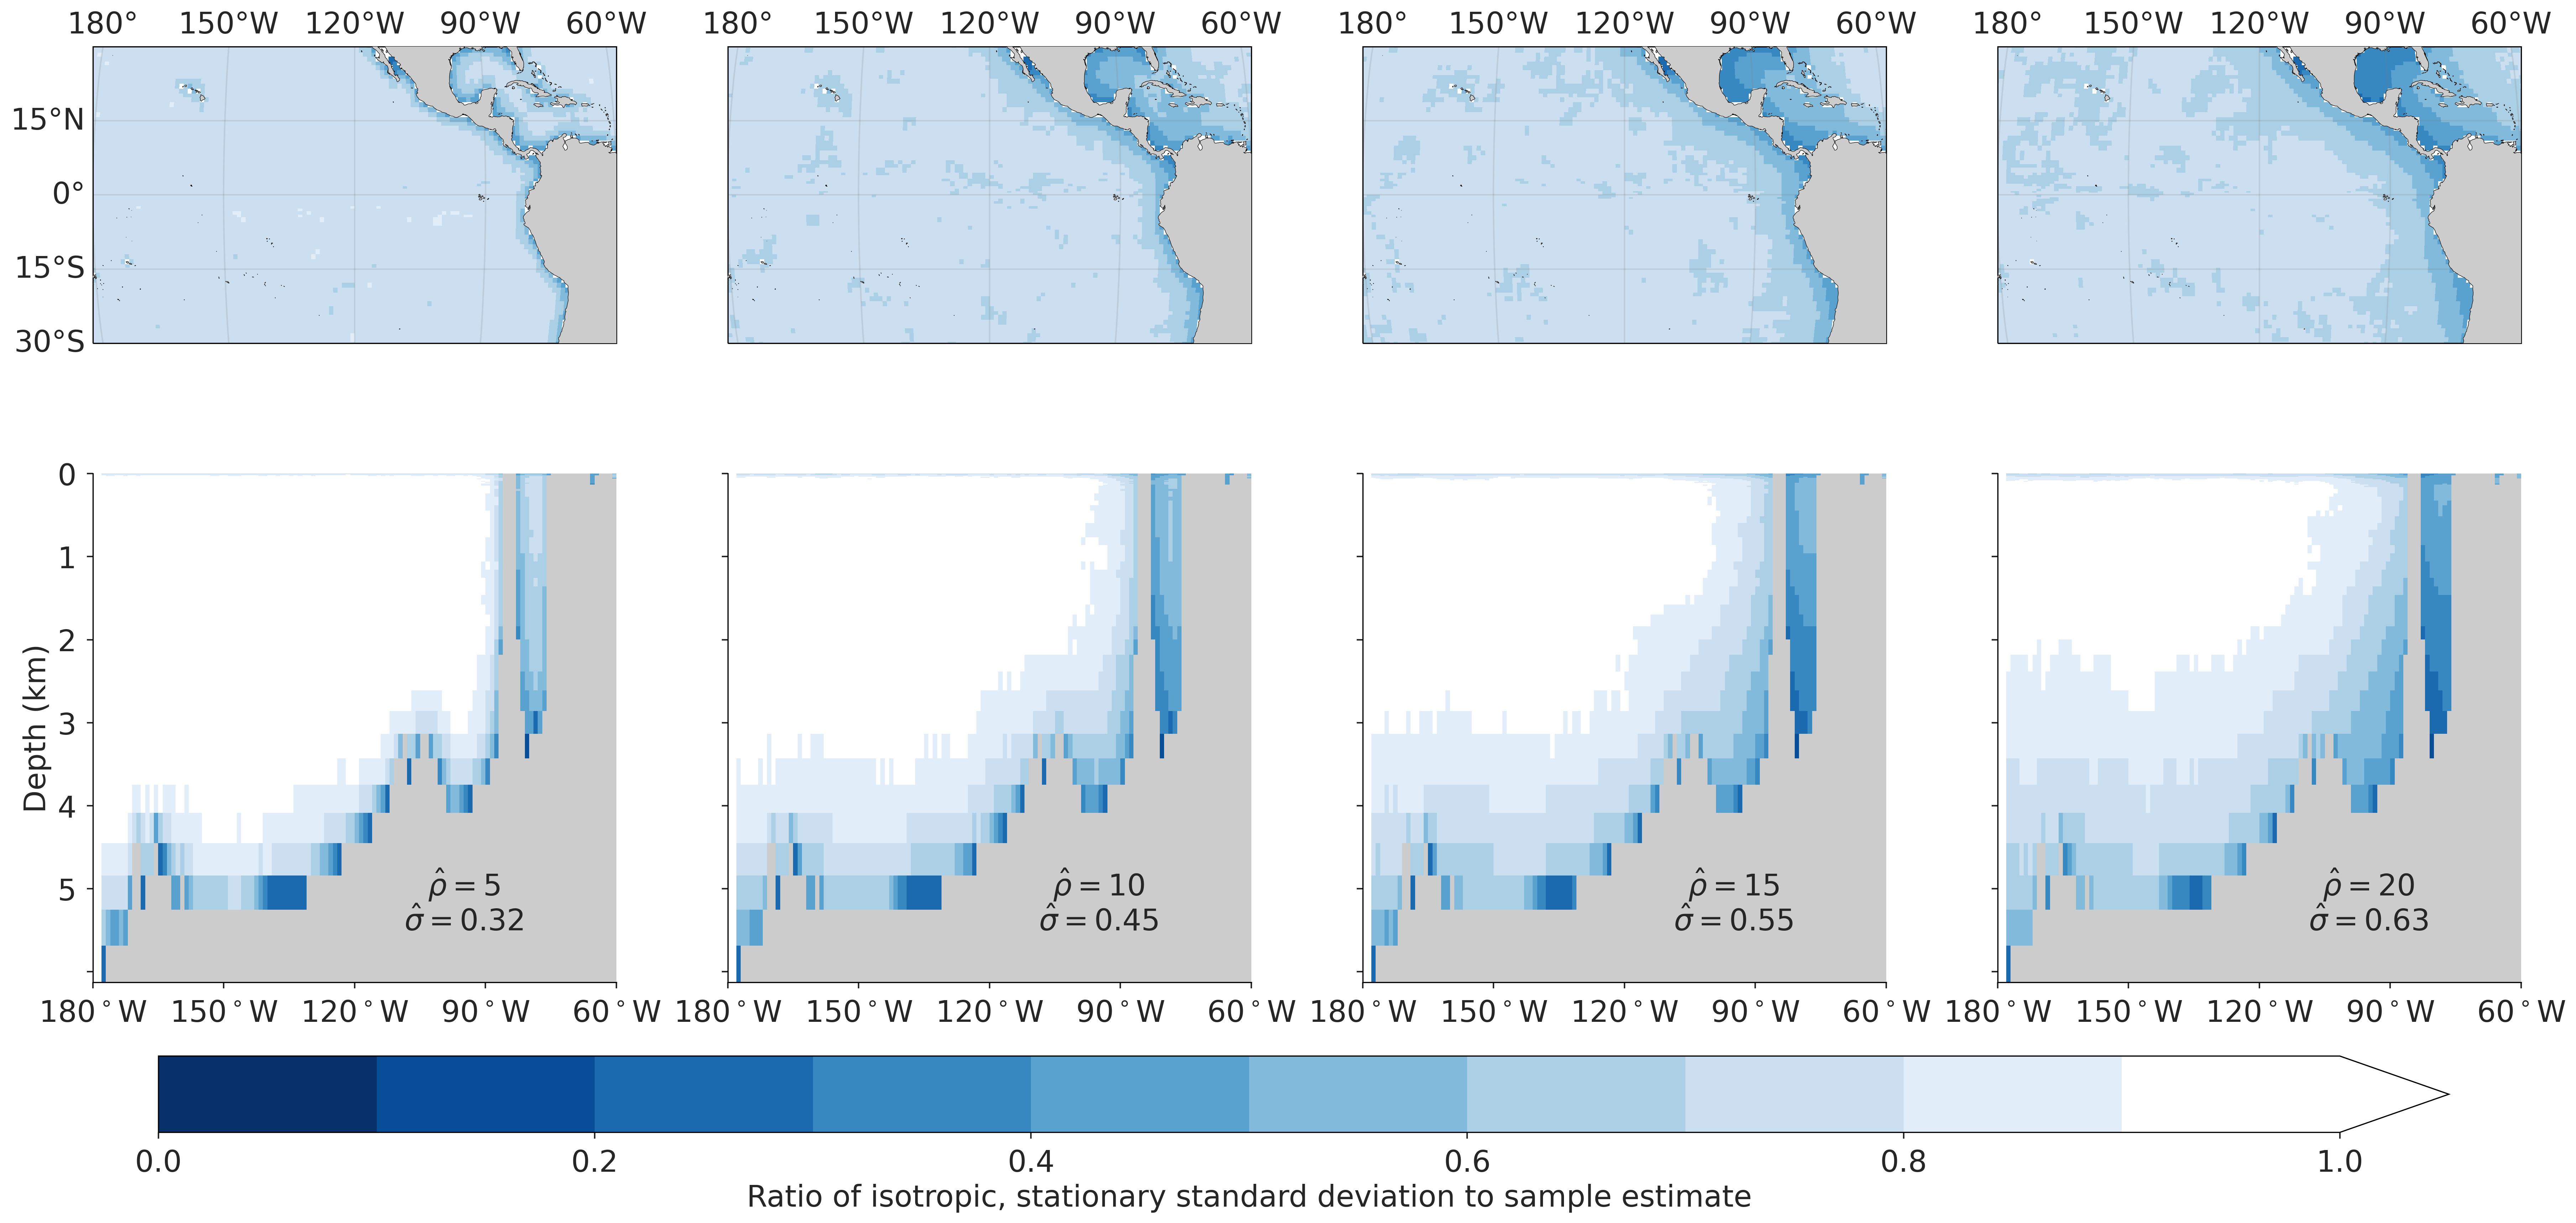 180° 150°W 120°W 90°W 60°W 180° 150°W 120°W 90°W 60°W 180° 150°W 120°W 90°W 60°W 180° 150°W 120°W 90°W 60°W
15°N
0°
15°S
30°S
0
1
2
3
4
5
Depth (km)
ρ̂ = 5
σ̂ = 0.32
ρ̂ = 10
σ̂ = 0.45
ρ̂ = 15
σ̂ = 0.55
ρ̂ = 20
σ̂ = 0.63
180°W 150°W 120°W 90°W 60°W 180°W 150°W 120°W 90°W 60°W 180°W 150°W 120°W 90°W 60°W 180°W 150°W 120°W 90°W 60°W
0.0 0.2 0.4 0.6 0.8 1.0
Ratio of isotropic, stationary standard deviation to sample estimate